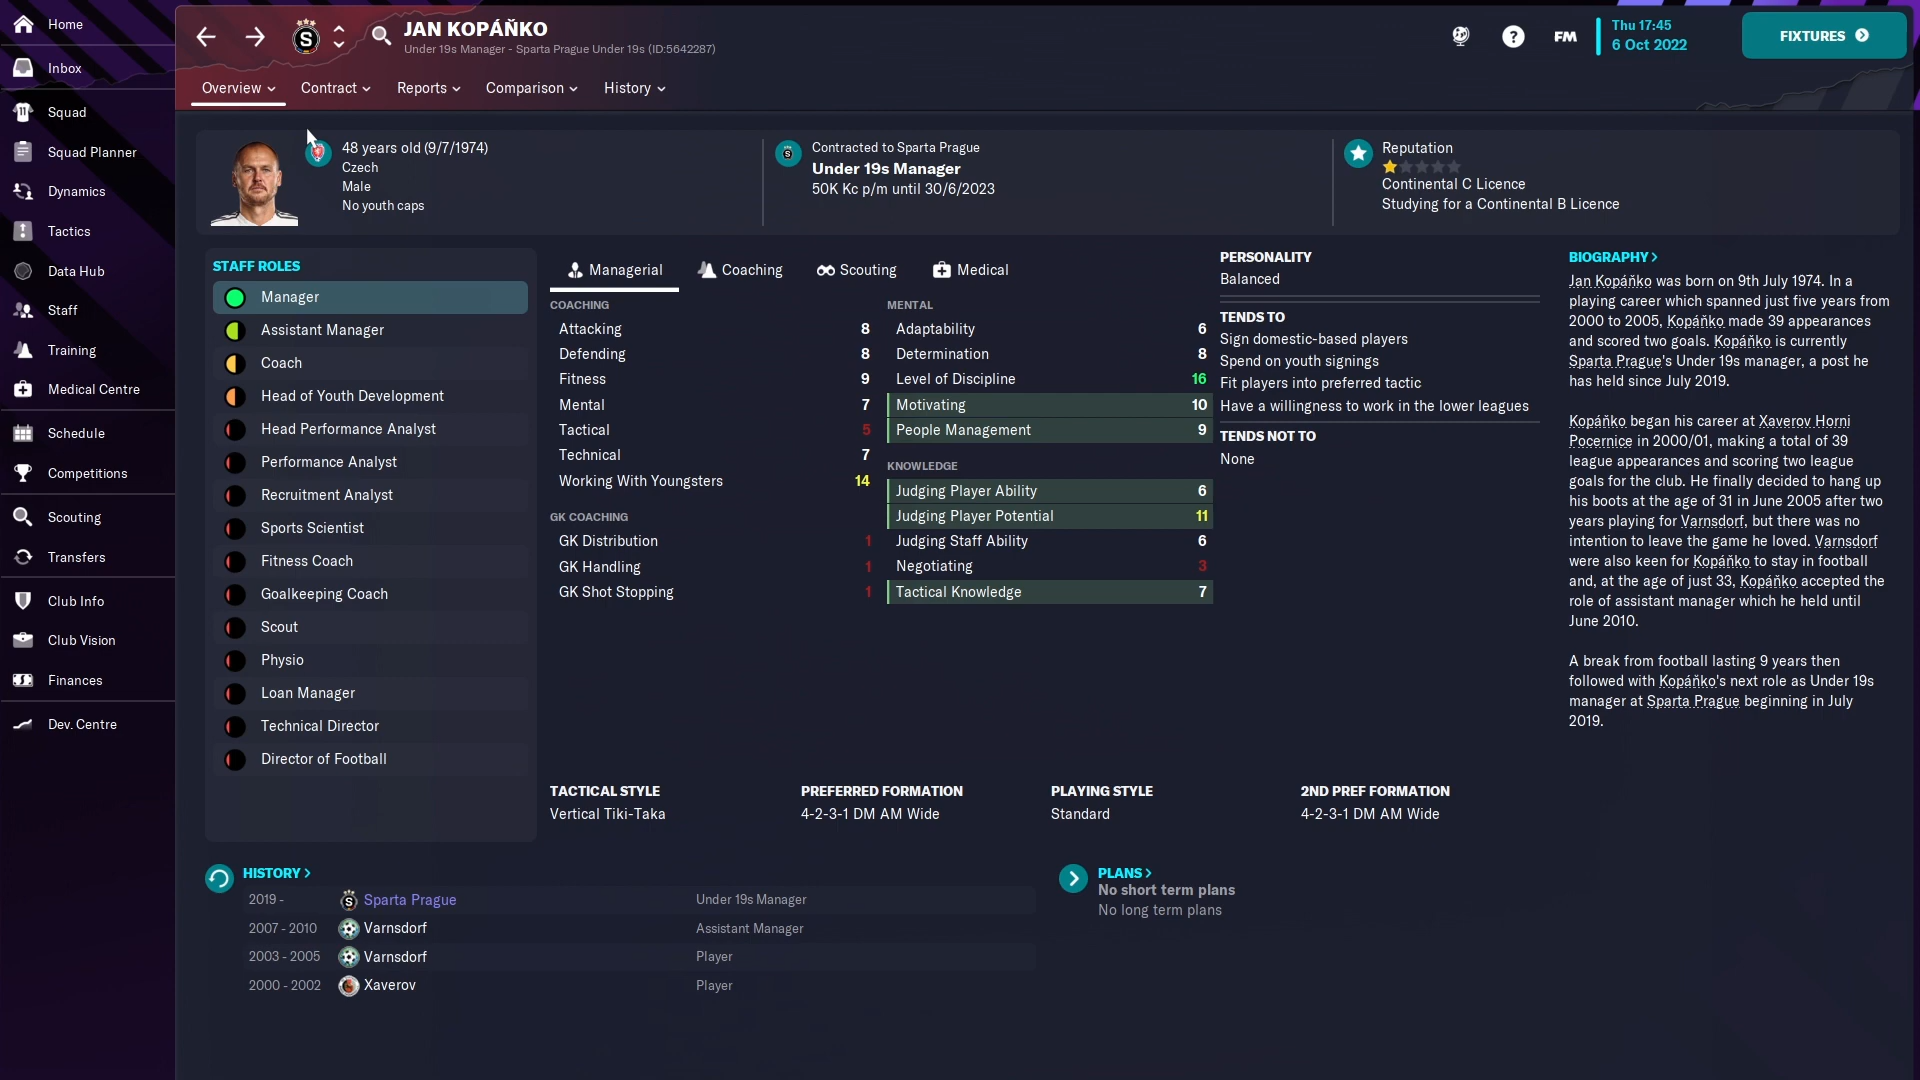 Home
Inbox
Squad
Squad Planner
Dynamics
Tactics
Data Hub
Staff
Training
Medical Centre
Schedule
Competitions
Scouting
Transfers
Club Info
Club Vision
Finances
Dev. Centre
JAN KOPÁŇKO
Under 19s Manager - Sparta Prague Under 19s (ID:5642287)
FM
Thu 17:45
6 Oct 2022
FIXTURES
Overview
Contract
Reports
Comparison
History
48 years old (9/7/1974)
Czech
Male
No youth caps
Contracted to Sparta Prague
Under 19s Manager
50K Kc p/m until 30/6/2023
Reputation
Continental C Licence
Studying for a Continental B Licence
STAFF ROLES
Manager
Assistant Manager
Coach
Head of Youth Development
Head Performance Analyst
Performance Analyst
Recruitment Analyst
Sports Scientist
Fitness Coach
Goalkeeping Coach
Scout
Physio
Loan Manager
Technical Director
Director of Football
Managerial
Coaching
Scouting
Medical
COACHING
Attacking 8
Defending 8
Fitness 9
Mental 7
Tactical 5
Technical 7
Working With Youngsters 14
GK COACHING
GK Distribution 1
GK Handling 1
GK Shot Stopping 1
MENTAL
Adaptability 6
Determination 8
Level of Discipline 16
Motivating 10
People Management 9
KNOWLEDGE
Judging Player Ability 6
Judging Player Potential 11
Judging Staff Ability 6
Negotiating 3
Tactical Knowledge 7
PERSONALITY
Balanced
TENDS TO
Sign domestic-based players
Spend on youth signings
Fit players into preferred tactic
Have a willingness to work in the lower leagues
TENDS NOT TO
None
BIOGRAPHY >
Jan Kopáňko was born on 9th July 1974. In a
playing career which spanned just five years from
2000 to 2005, Kopáňko made 39 appearances
and scored two goals. Kopáňko is currently
Sparta Prague's Under 19s manager, a post he
has held since July 2019.
Kopáňko began his career at Xaverov Horni
Pocernice in 2000/01, making a total of 39
league appearances and scoring two league
goals for the club. He finally decided to hang up
his boots at the age of 31 in June 2005 after two
years playing for Varnsdorf, but there was no
intention to leave the game he loved. Varnsdorf
were also keen for Kopáňko to stay in football
and, at the age of just 33, Kopáňko accepted the
role of assistant manager which he held until
June 2010.
A break from football lasting 9 years then
followed with Kopáňko's next role as Under 19s
manager at Sparta Prague beginning in July
2019.
TACTICAL STYLE
Vertical Tiki-Taka
PREFERRED FORMATION
4-2-3-1 DM AM Wide
PLAYING STYLE
Standard
2ND PREF FORMATION
4-2-3-1 DM AM Wide
HISTORY >
2019 - Sparta Prague Under 19s Manager
2007 - 2010 Varnsdorf Assistant Manager
2003 - 2005 Varnsdorf Player
2000 - 2002 Xaverov Player
PLANS >
No short term plans
No long term plans